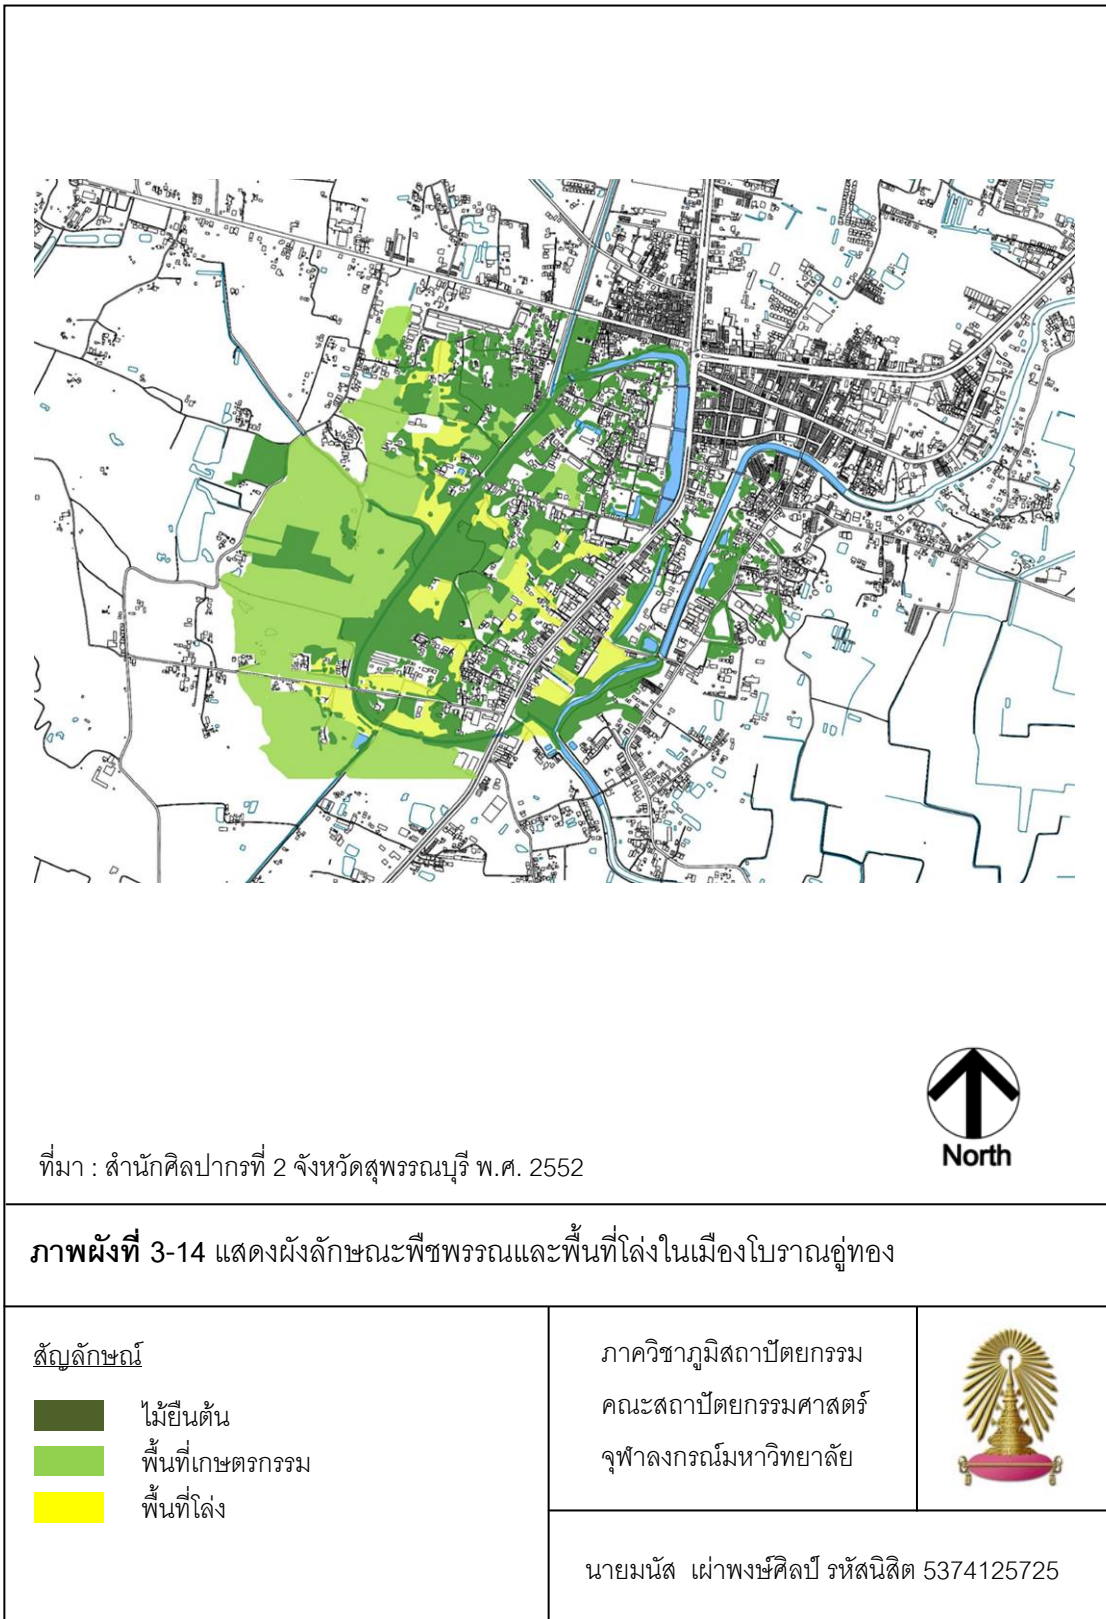 North
ที่มา : สำนักศิลปากรที่ 2 จังหวัดสุพรรณบุรี พ.ศ. 2552
ภาพผังที่ 3-14 แสดงผังลักษณะพืชพรรณและพื้นที่โล่งในเมืองโบราณอู่ทอง
สัญลักษณ์
ไม้ยืนต้น
พื้นที่เกษตรกรรม
พื้นที่โล่ง
ภาควิชาภูมิสถาปัตยกรรม
คณะสถาปัตยกรรมศาสตร์
จุฬาลงกรณ์มหาวิทยาลัย
นายมนัส เผ่าพงษ์ศิลป์ รหัสนิสิต 5374125725